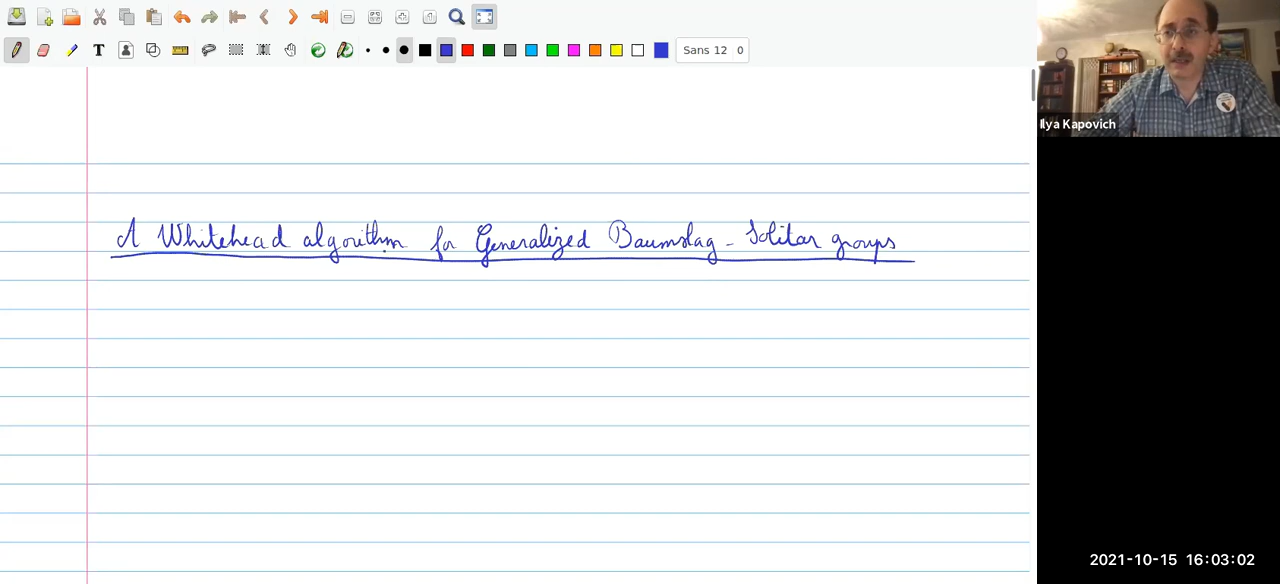 T
Sans 12 0
Ilya Kapovich
A Whitehead algorithm for Generalized Baumslag - Solitar groups
2021-10-15 16:03:02